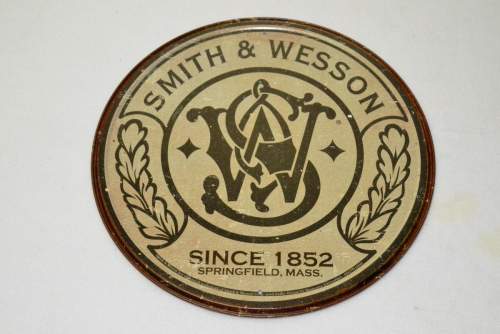 SMITH & WESSON
S&W
®
SINCE 1852
SPRINGFIELD, MASS.